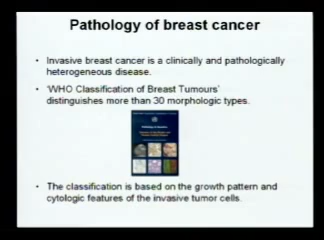 Pathology of breast cancer
• Invasive breast cancer is a clinically and pathologically
heterogeneous disease.
• 'WHO Classification of Breast Tumours'
distinguishes more than 30 morphologic types.
• The classification is based on the growth pattern and
cytologic features of the invasive tumor cells.